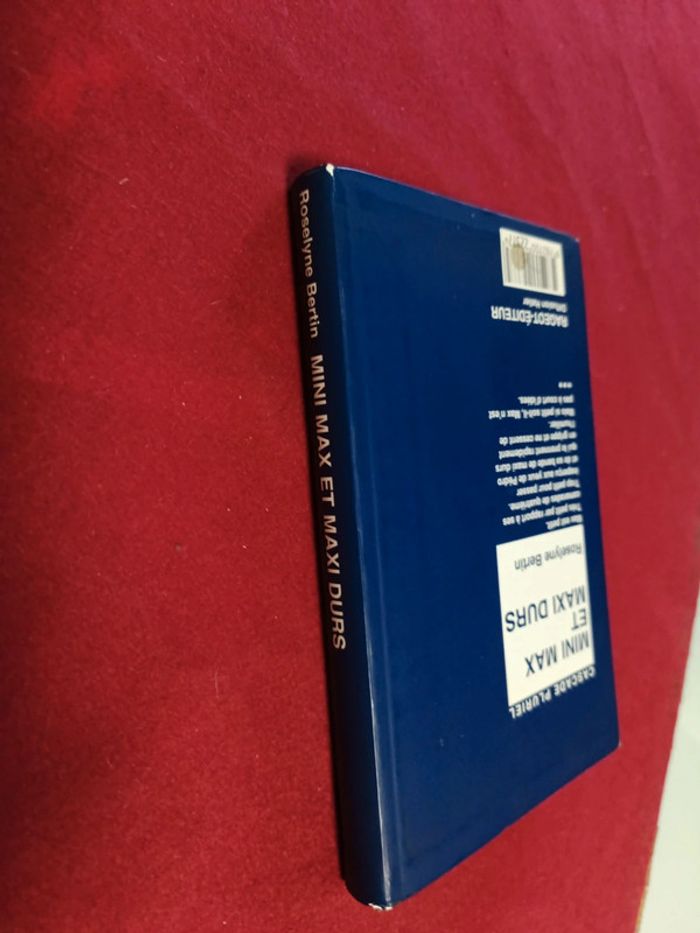 Roselyne Bertin MINI MAX ET MAXI DURS
CASCADE PLURIEL
MINI MAX
ET
MAXI DURS
Roselyne Bertin
Max est petit.
Très petit par rapport à ses
camarades de quatrième.
Trop petit pour passer
inaperçu aux yeux de Pédro
et de sa bande de maxi durs
qui le prennent rapidement
en grippe et ne cessent de
l'humilier.
Mais si petit soit-il, Max n'est
pas à court d'idées.
...
RAGEOT-ÉDITEUR
Diffusion Hatier